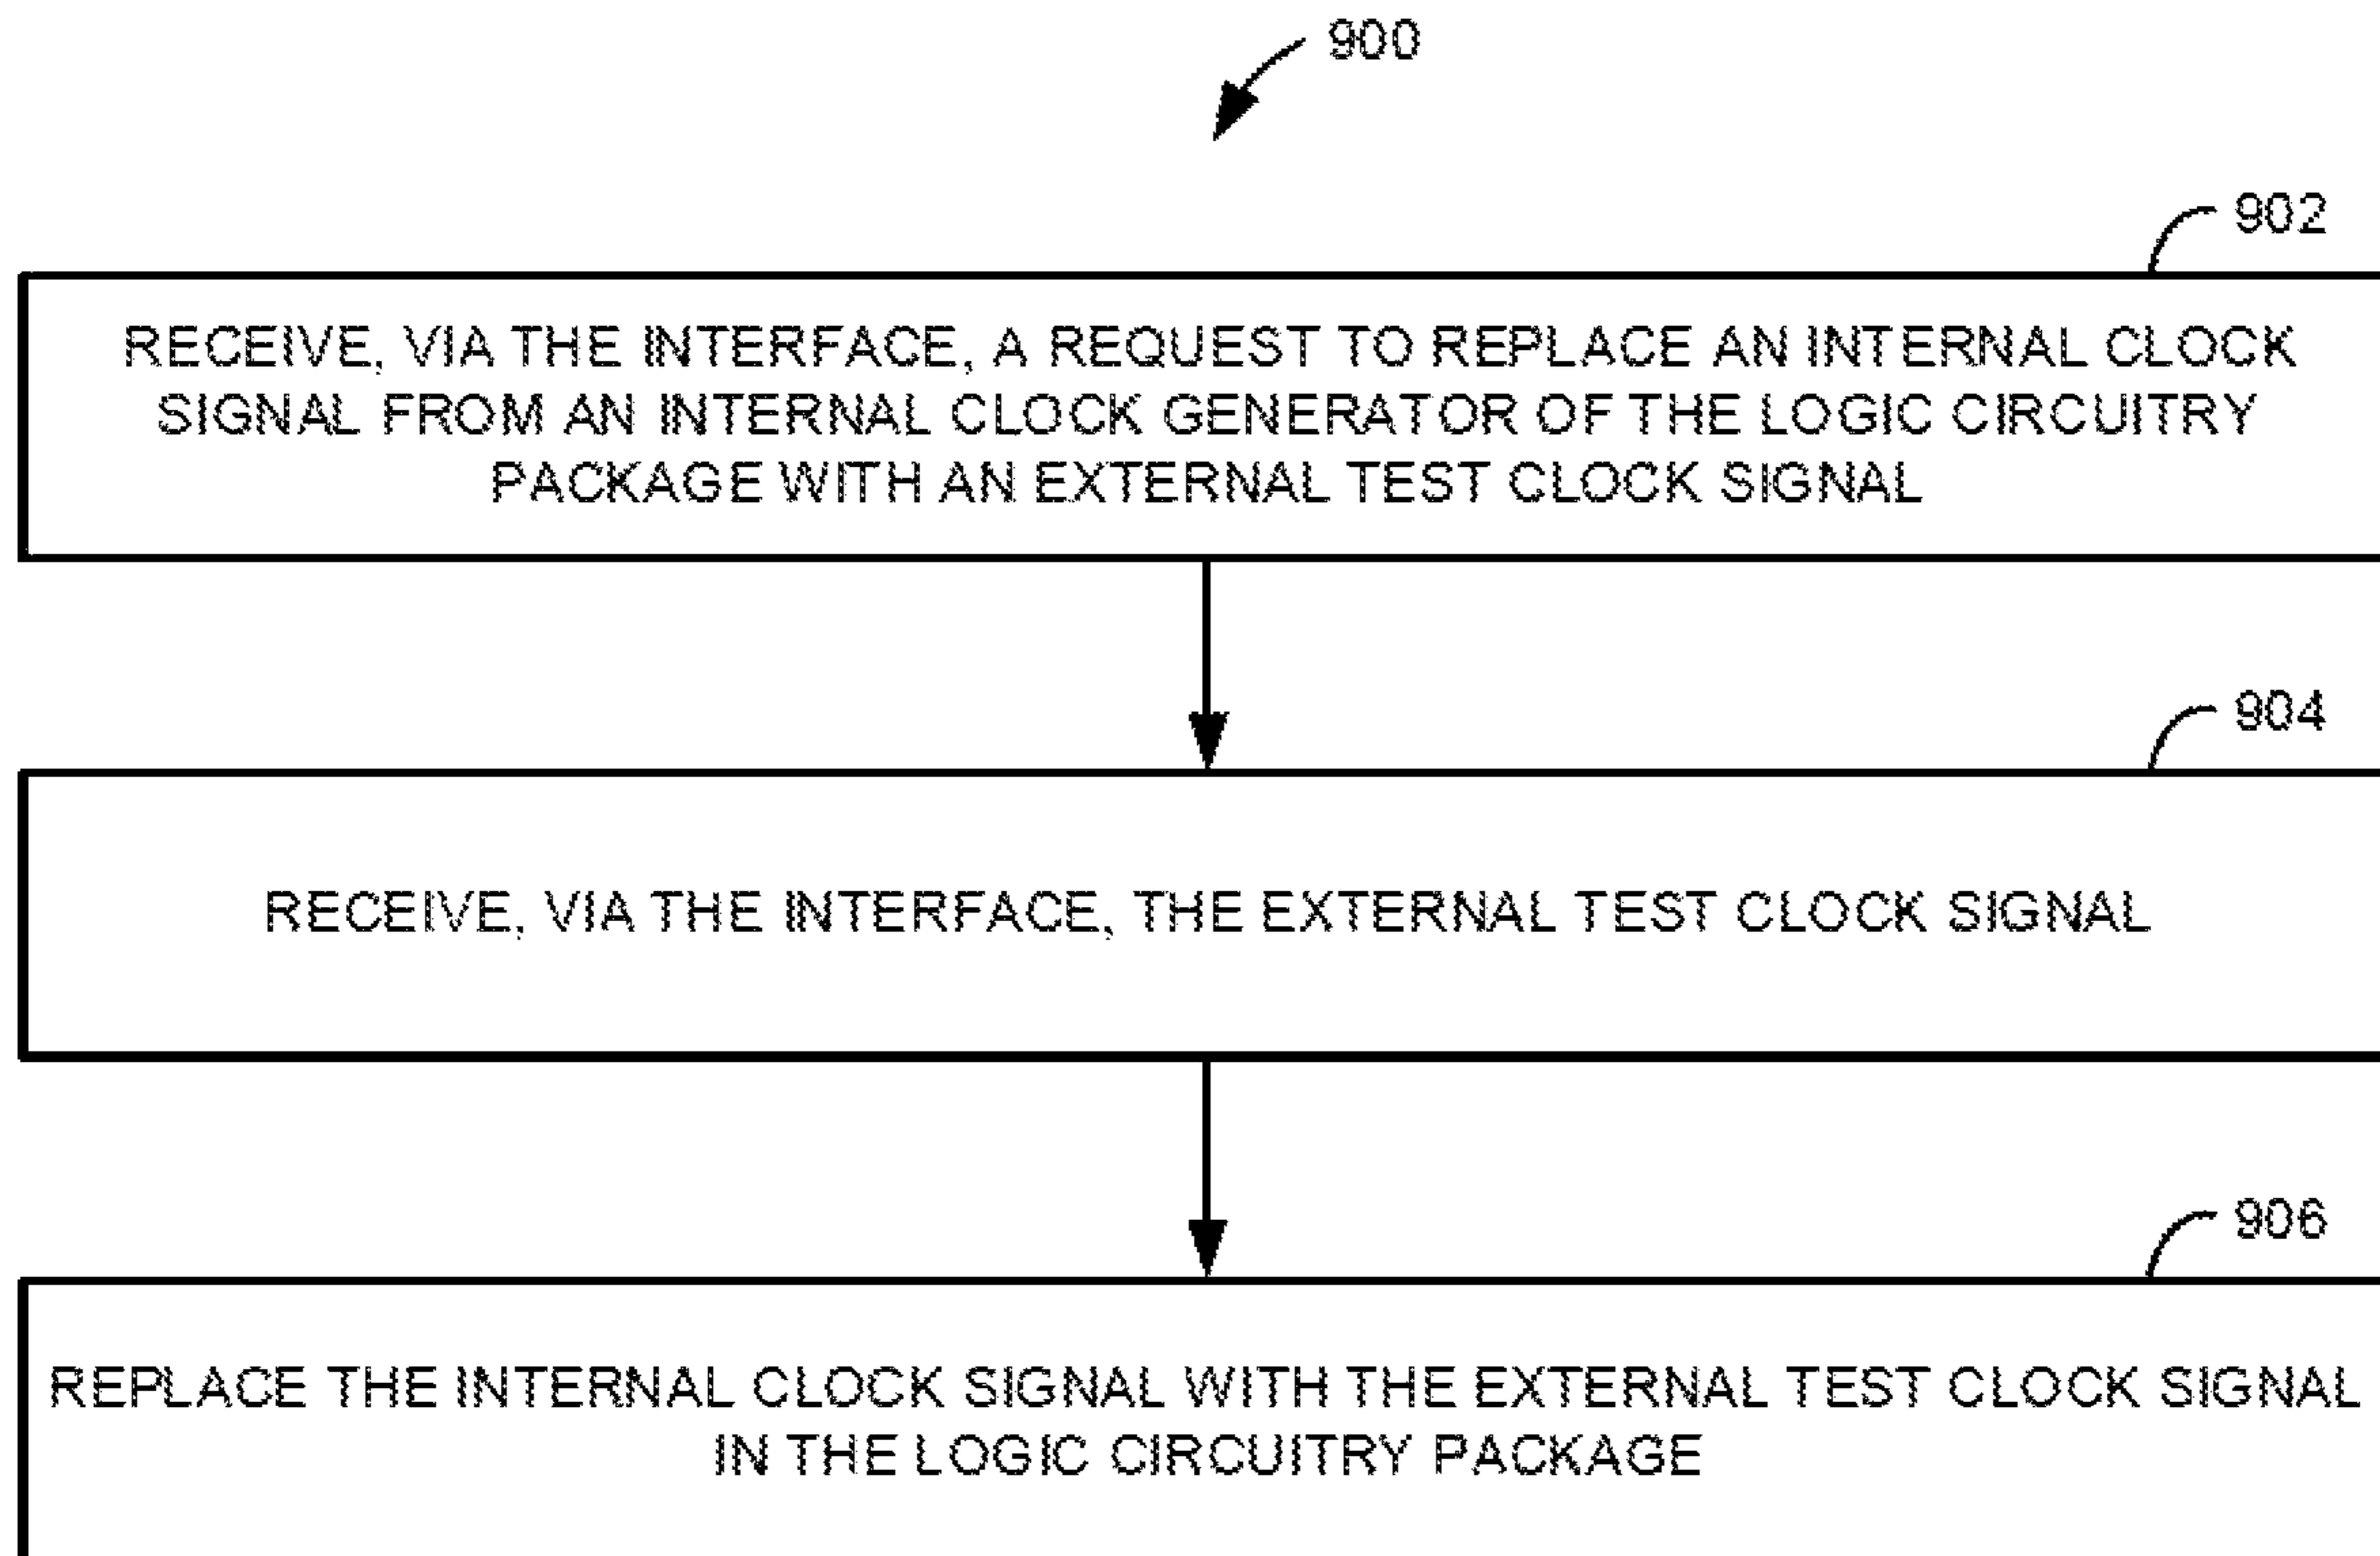 900
902
RECEIVE, VIA THE INTERFACE, A REQUEST TO REPLACE AN INTERNAL CLOCK
SIGNAL FROM AN INTERNAL CLOCK GENERATOR OF THE LOGIC CIRCUITRY
PACKAGE WITH AN EXTERNAL TEST CLOCK SIGNAL
904
RECEIVE, VIA THE INTERFACE, THE EXTERNAL TEST CLOCK SIGNAL
906
REPLACE THE INTERNAL CLOCK SIGNAL WITH THE EXTERNAL TEST CLOCK SIGNAL
IN THE LOGIC CIRCUITRY PACKAGE